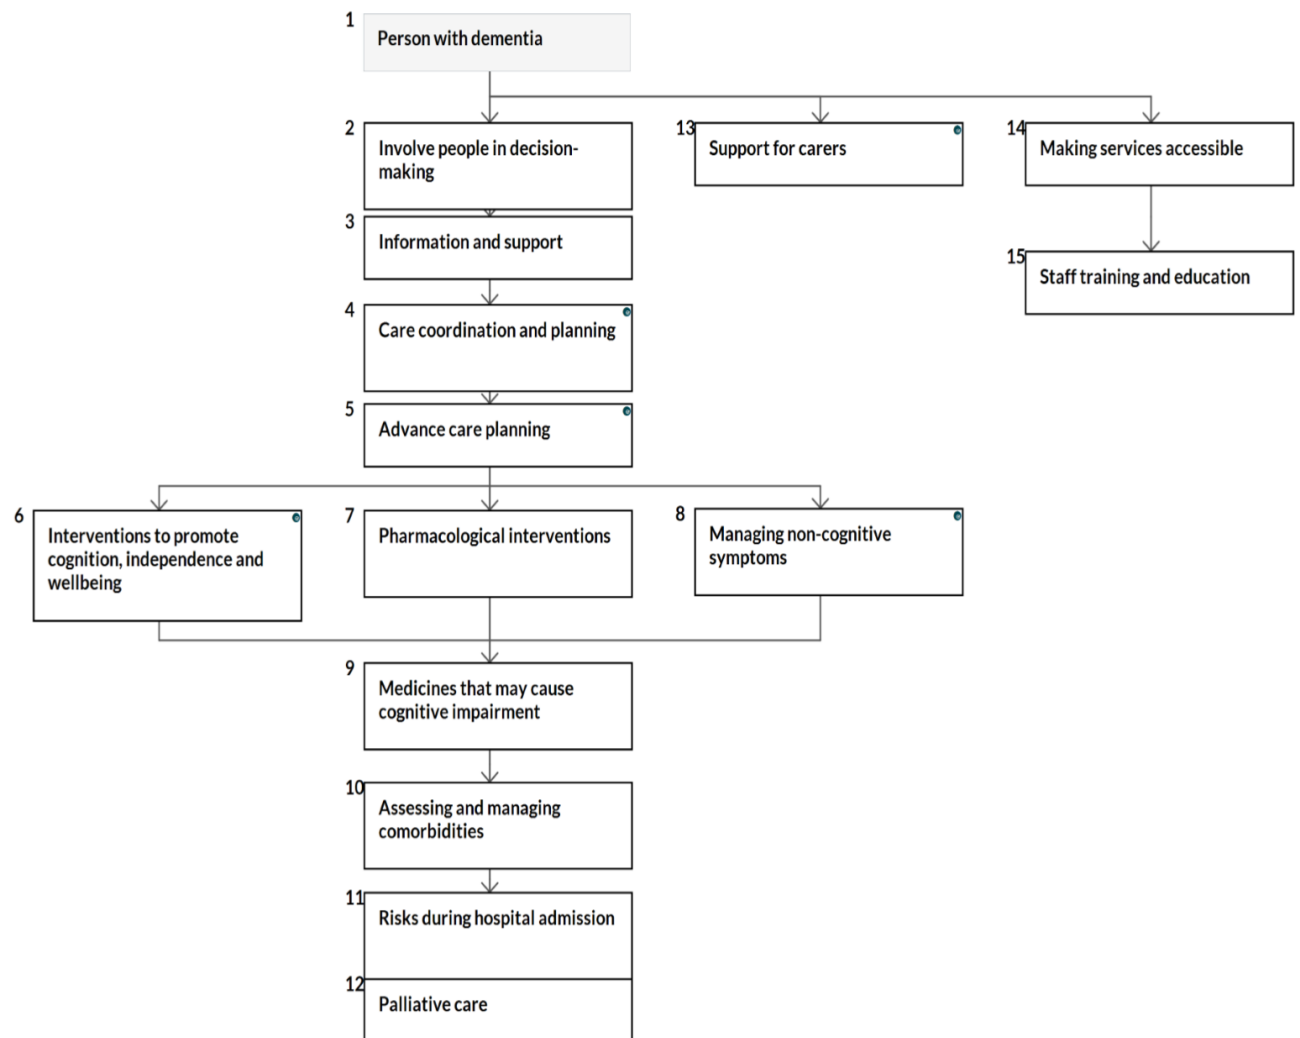 1
Person with dementia
2
Involve people in decision-
making
13
Support for carers
14
Making services accessible
3
Information and support
15
Staff training and education
4
Care coordination and planning
5
Advance care planning
6
Interventions to promote
cognition, independence and
wellbeing
7
Pharmacological interventions
8
Managing non-cognitive
symptoms
9
Medicines that may cause
cognitive impairment
10
Assessing and managing
comorbidities
11
Risks during hospital admission
12
Palliative care